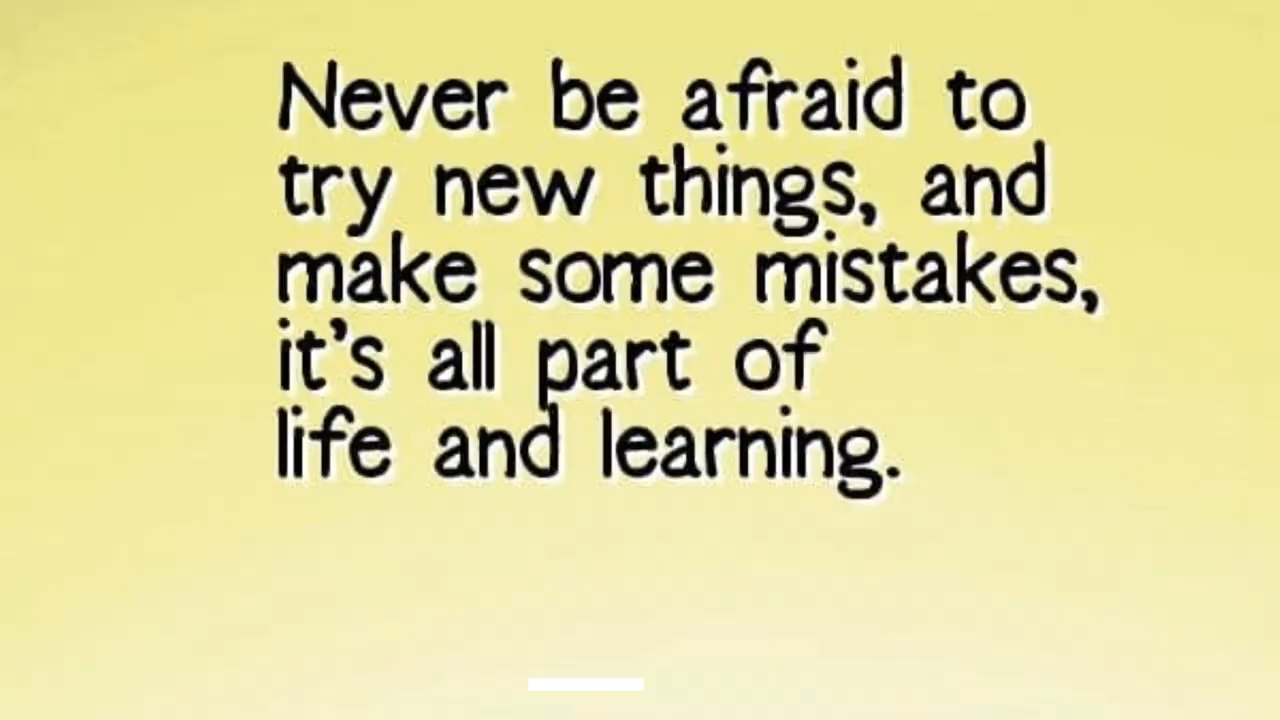 Never be afraid to
try new things, and
make some mistakes,
it's all part of
life and learning.